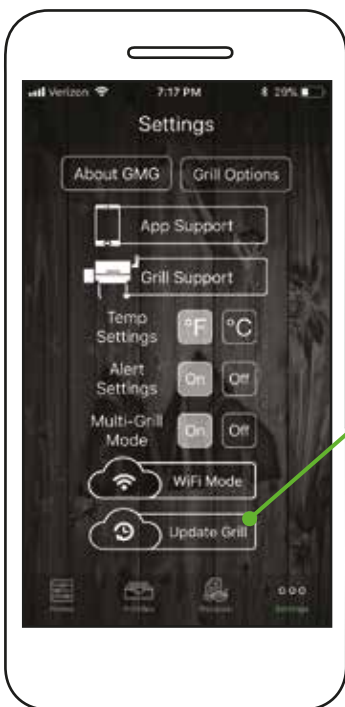 Verizon 7:17 PM 29%
Settings
About GMG Grill Options
App Support
Grill Support
Temp Settings °F °C
Alert Settings On Off
Multi-Grill Mode On Off
WiFi Mode
Update Grill
Settings